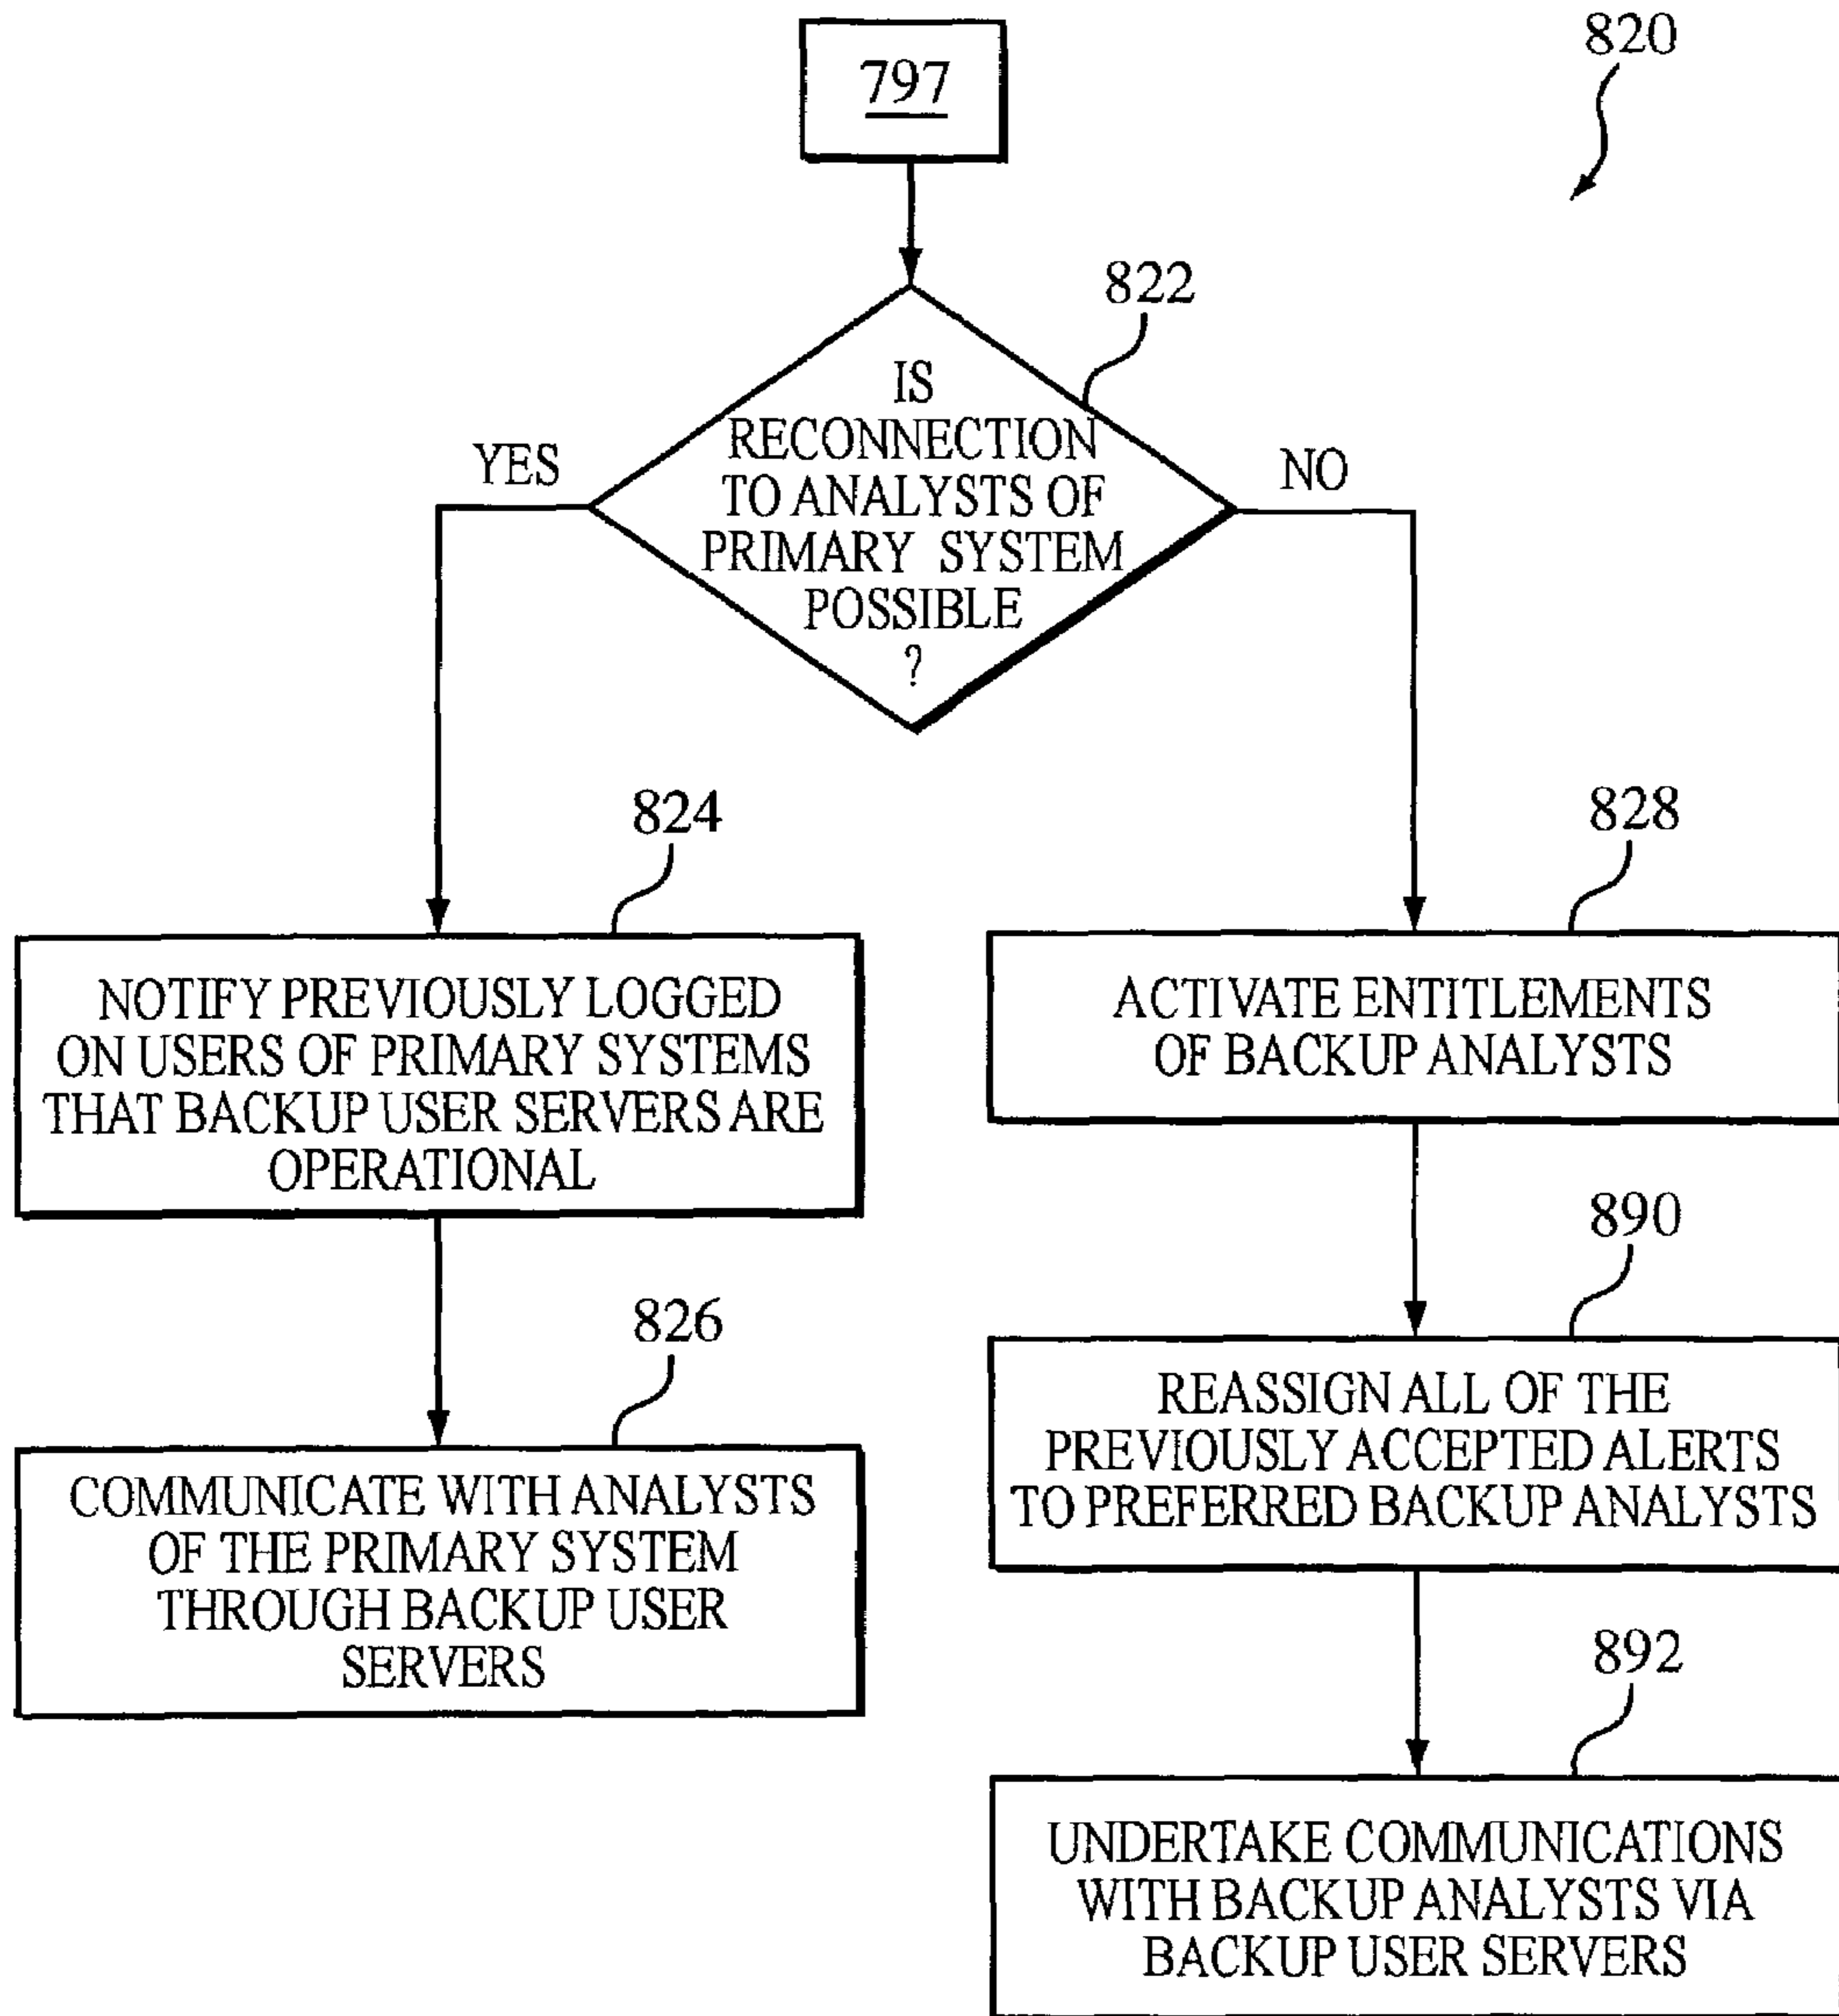 797
820
822
IS
RECONNECTION
TO ANALYSTS OF
PRIMARY SYSTEM
POSSIBLE
?
YES
NO
824
NOTIFY PREVIOUSLY LOGGED
ON USERS OF PRIMARY SYSTEMS
THAT BACKUP USER SERVERS ARE
OPERATIONAL
826
COMMUNICATE WITH ANALYSTS
OF THE PRIMARY SYSTEM
THROUGH BACKUP USER
SERVERS
828
ACTIVATE ENTITLEMENTS
OF BACKUP ANALYSTS
890
REASSIGN ALL OF THE
PREVIOUSLY ACCEPTED ALERTS
TO PREFERRED BACKUP ANALYSTS
892
UNDERTAKE COMMUNICATIONS
WITH BACKUP ANALYSTS VIA
BACKUP USER SERVERS